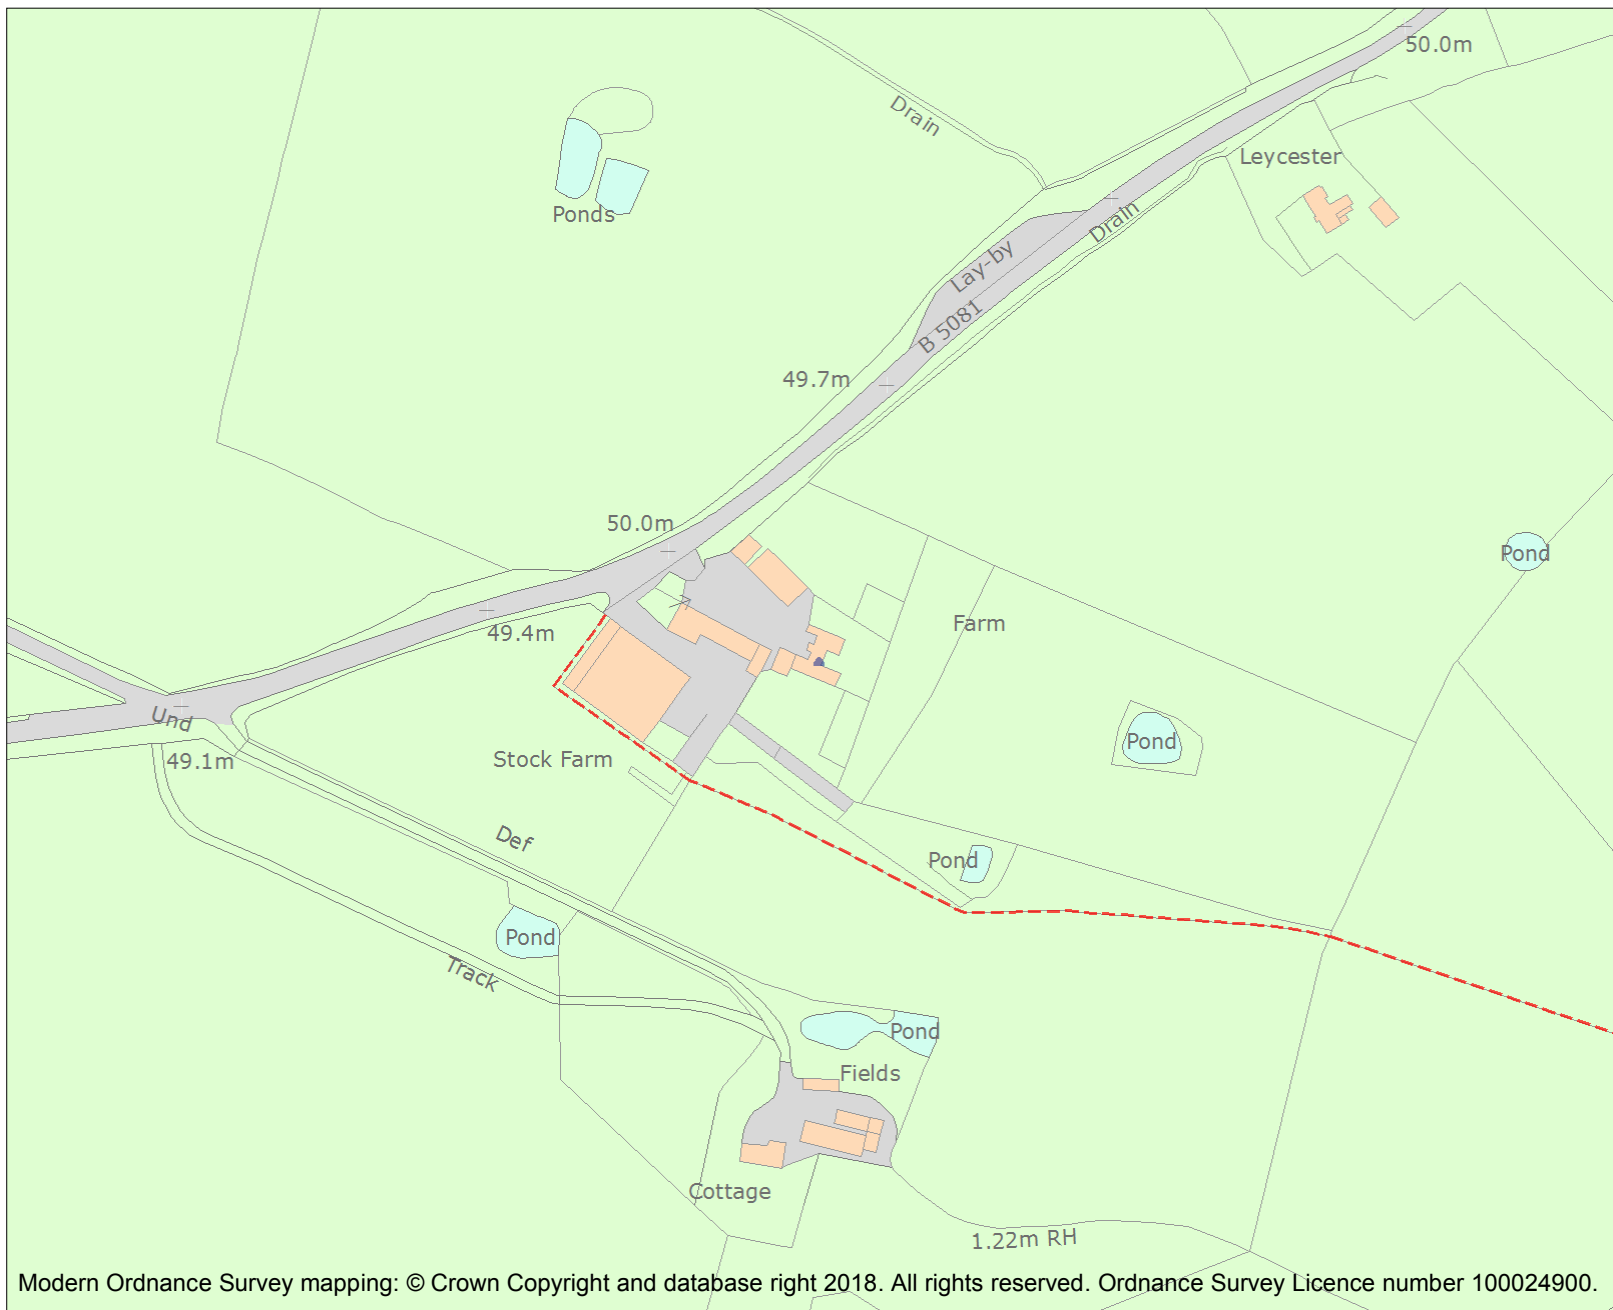 50.0m
Drain
Leycester
Ponds
Drain
Lay-by
B 5081
49.7m
50.0m
Pond
Farm
49.4m
Und
Pond
49.1m
Stock Farm
Def
Pond
Pond
Track
Pond
Fields
Cottage
1.22m RH
Modern Ordnance Survey mapping: © Crown Copyright and database right 2018. All rights reserved. Ordnance Survey Licence number 100024900.